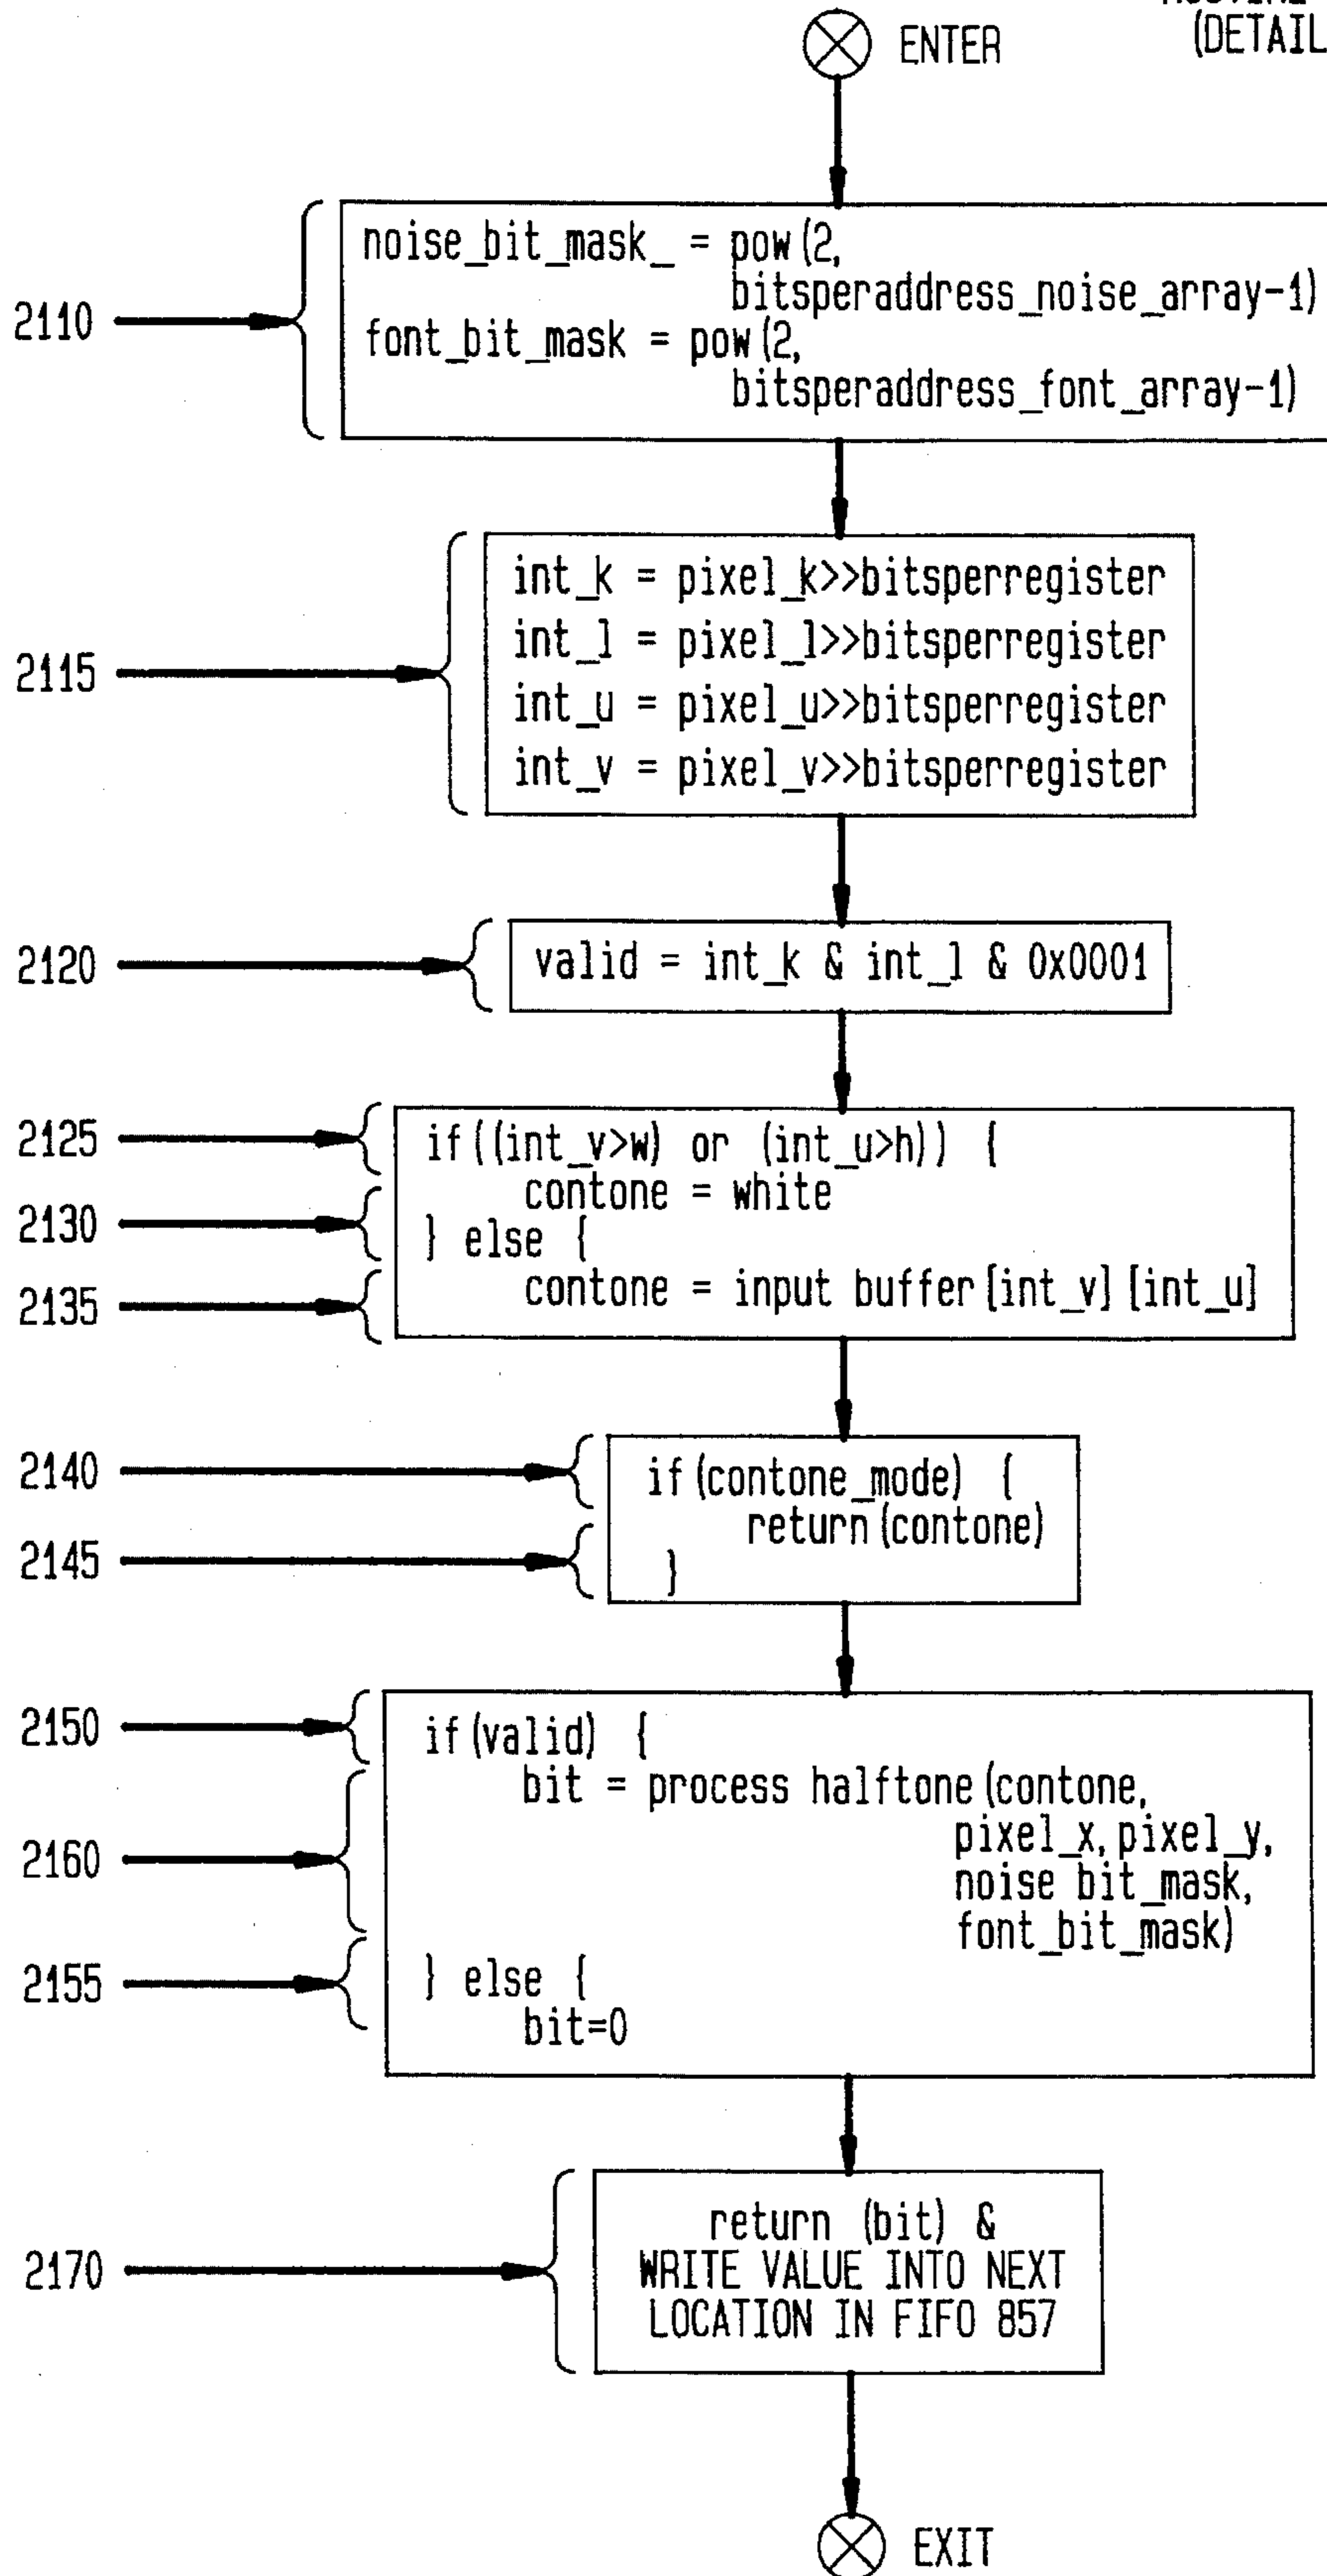 (DETAIL
ENTER
2110
noise_bit_mask_ = pow(2,
bitsperaddress_noise_array-1)
font_bit_mask = pow(2,
bitsperaddress_font_array-1)
2115
int_k = pixel_k>>bitsperregister
int_l = pixel_l>>bitsperregister
int_u = pixel_u>>bitsperregister
int_v = pixel_v>>bitsperregister
2120
valid = int_k & int_l & 0x0001
2125
if((int_v>w) or (int_u>h)) {
contone = white
2130
} else {
2135
contone = input buffer[int_v][int_u]
2140
if(contone_mode) {
return(contone)
2145
}
2150
if(valid) {
bit = process halftone(contone,
pixel_x,pixel_y,
2160
noise bit_mask,
font_bit_mask)
2155
} else {
bit=0
2170
return (bit) &
WRITE VALUE INTO NEXT
LOCATION IN FIFO 857
EXIT